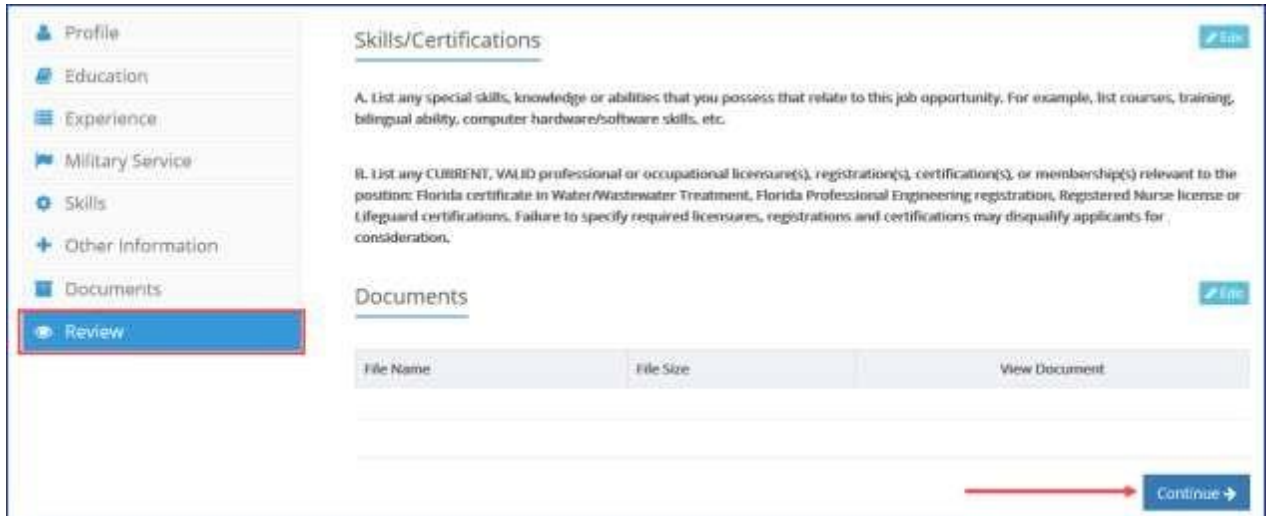 Profile
Education
Experience
Military Service
Skills
Other Information
Documents
Review
Skills/Certifications
Edit
A. List any special skills, knowledge or abilities that you possess that relate to this job opportunity. For example, list courses, training,
bilingual ability, computer hardware/software skills, etc.
B. List any CURRENT, VALID professional or occupational licensure(s), registration(s), certification(s), or membership(s) relevant to the
position: Florida certificate in Water/Wastewater Treatment, Florida Professional Engineering registration, Registered Nurse license or
Lifeguard certifications. Failure to specify required licensures, registrations and certifications may disqualify applicants for
consideration.
Documents
Edit
File Name File Size View Document
Continue